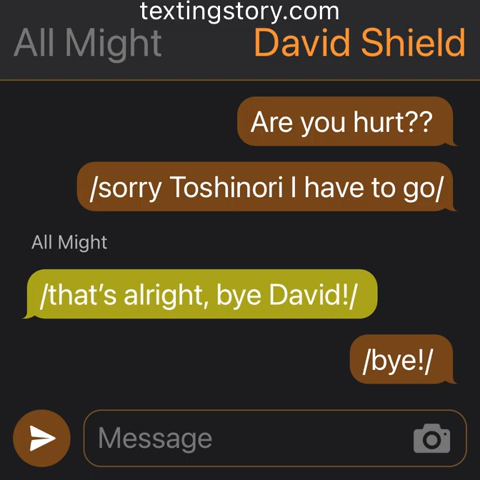 textingstory.com
All Might David Shield
Are you hurt??
/sorry Toshinori I have to go/
All Might
/that's alright, bye David!/
/bye!/
Message